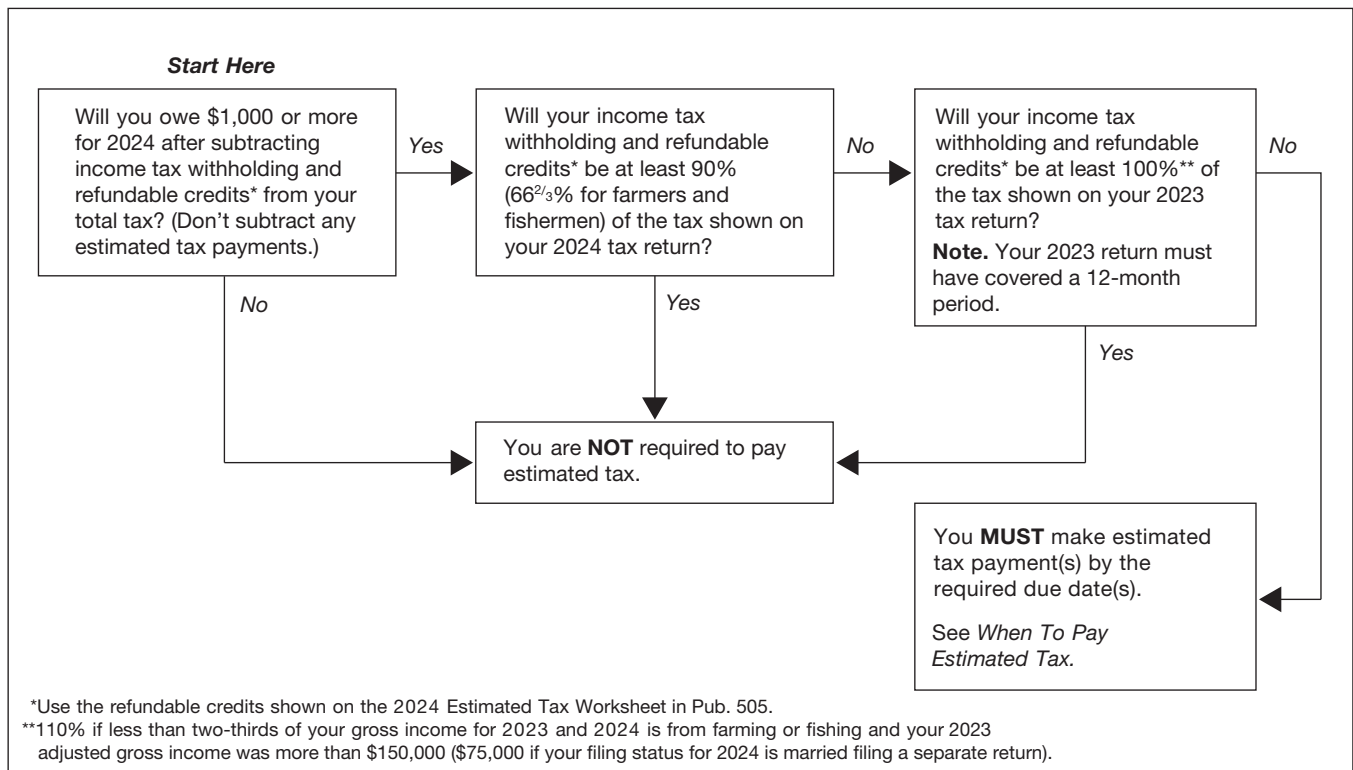 Start Here
Will you owe $1,000 or more
for 2024 after subtracting
income tax withholding and
refundable credits* from your
total tax? (Don't subtract any
estimated tax payments.)
Yes
Will your income tax
withholding and refundable
credits* be at least 90%
(66 2/3% for farmers and
fishermen) of the tax shown on
your 2024 tax return?
No
Will your income tax
withholding and refundable
credits* be at least 100%** of
the tax shown on your 2023
tax return?
Note. Your 2023 return must
have covered a 12-month
period.
No
No
Yes
Yes
You are NOT required to pay
estimated tax.
You MUST make estimated
tax payment(s) by the
required due date(s).
See When To Pay
Estimated Tax.
*Use the refundable credits shown on the 2024 Estimated Tax Worksheet in Pub. 505.
**110% if less than two-thirds of your gross income for 2023 and 2024 is from farming or fishing and your 2023
adjusted gross income was more than $150,000 ($75,000 if your filing status for 2024 is married filing a separate return).